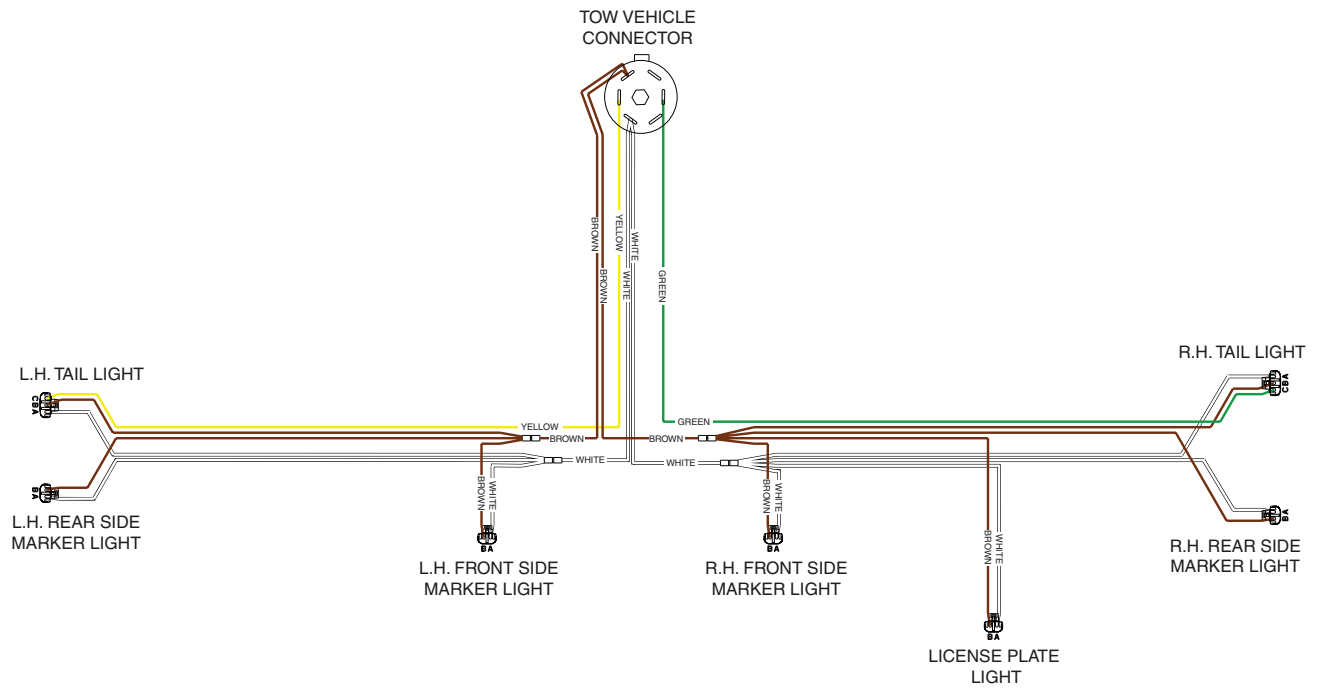 TOW VEHICLE
CONNECTOR
BROWN
YELLOW
WHITE
BROWN
WHITE
GREEN
L.H. TAIL LIGHT
R.H. TAIL LIGHT
C B A
C B A
YELLOW
GREEN
BROWN
BROWN
WHITE
WHITE
B A
B A
BROWN
WHITE
BROWN
WHITE
L.H. REAR SIDE
MARKER LIGHT
B A
L.H. FRONT SIDE
MARKER LIGHT
B A
R.H. FRONT SIDE
MARKER LIGHT
BROWN
WHITE
R.H. REAR SIDE
MARKER LIGHT
B A
LICENSE PLATE
LIGHT